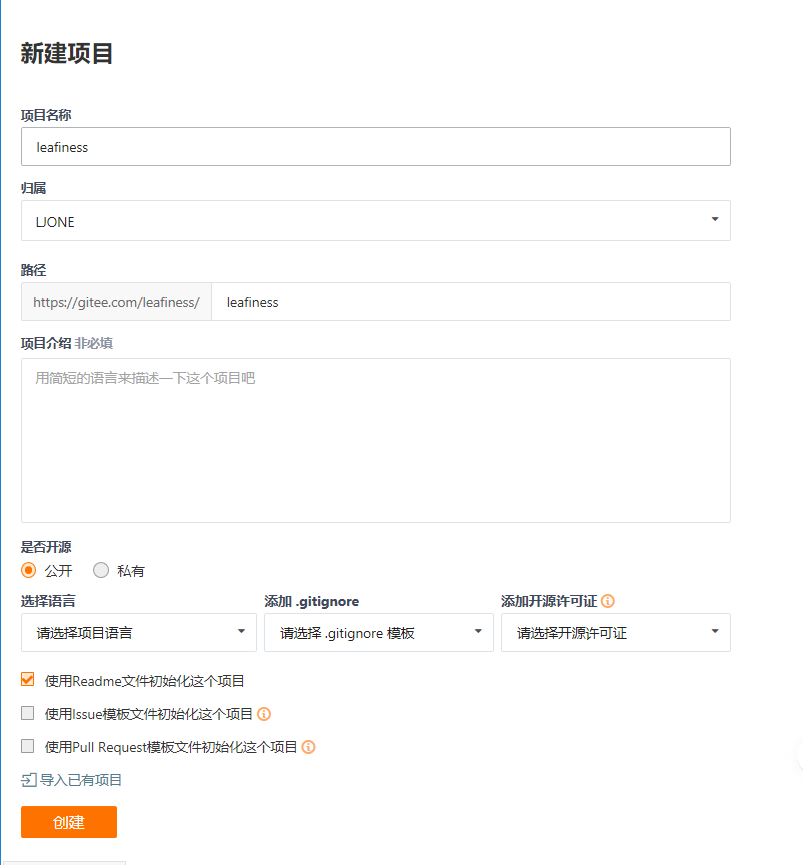 新建项目
项目名称
leafiness
归属
LJONE
路径
https://gitee.com/leafiness/ leafiness
项目介绍 非必填
用简短的语言来描述一下这个项目吧
是否开源
公开 私有
选择语言 添加 .gitignore 添加开源许可证
请选择项目语言 请选择 .gitignore 模板 请选择开源许可证
使用Readme文件初始化这个项目
使用Issue模板文件初始化这个项目
使用Pull Request模板文件初始化这个项目
导入已有项目
创建